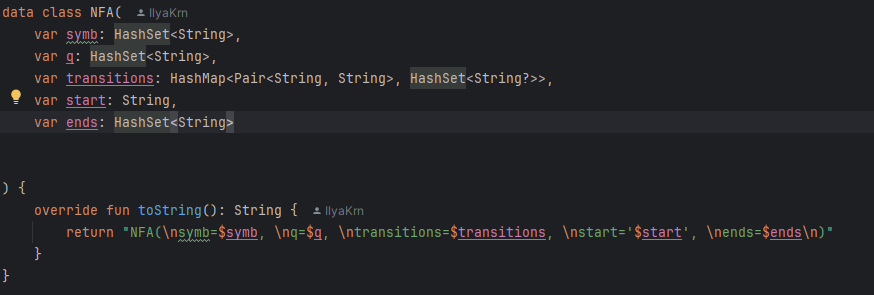 data class NFA( IlyaKrn
var symb: HashSet<String>,
var q: HashSet<String>,
var transitions: HashMap<Pair<String, String>, HashSet<String?>>,
var start: String,
var ends: HashSet<String>
) {
override fun toString(): String { IlyaKrn
return "NFA(\nsymb=$symb, \nq=$q, \ntransitions=$transitions, \nstart='$start', \nends=$ends\n)"
}
}